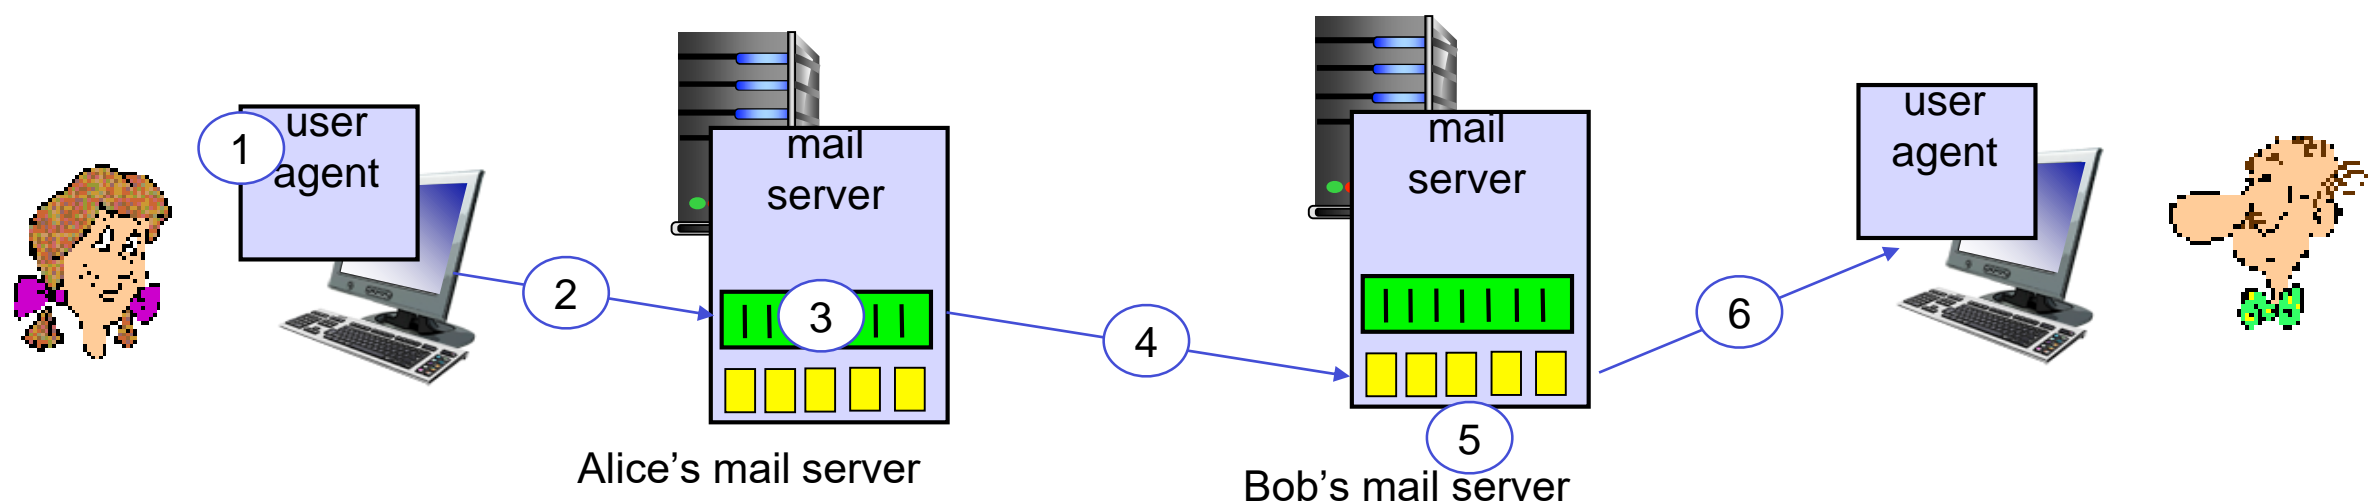 1
user
agent
2
mail
server
3
Alice's mail server
4
mail
server
5
Bob's mail server
6
user
agent